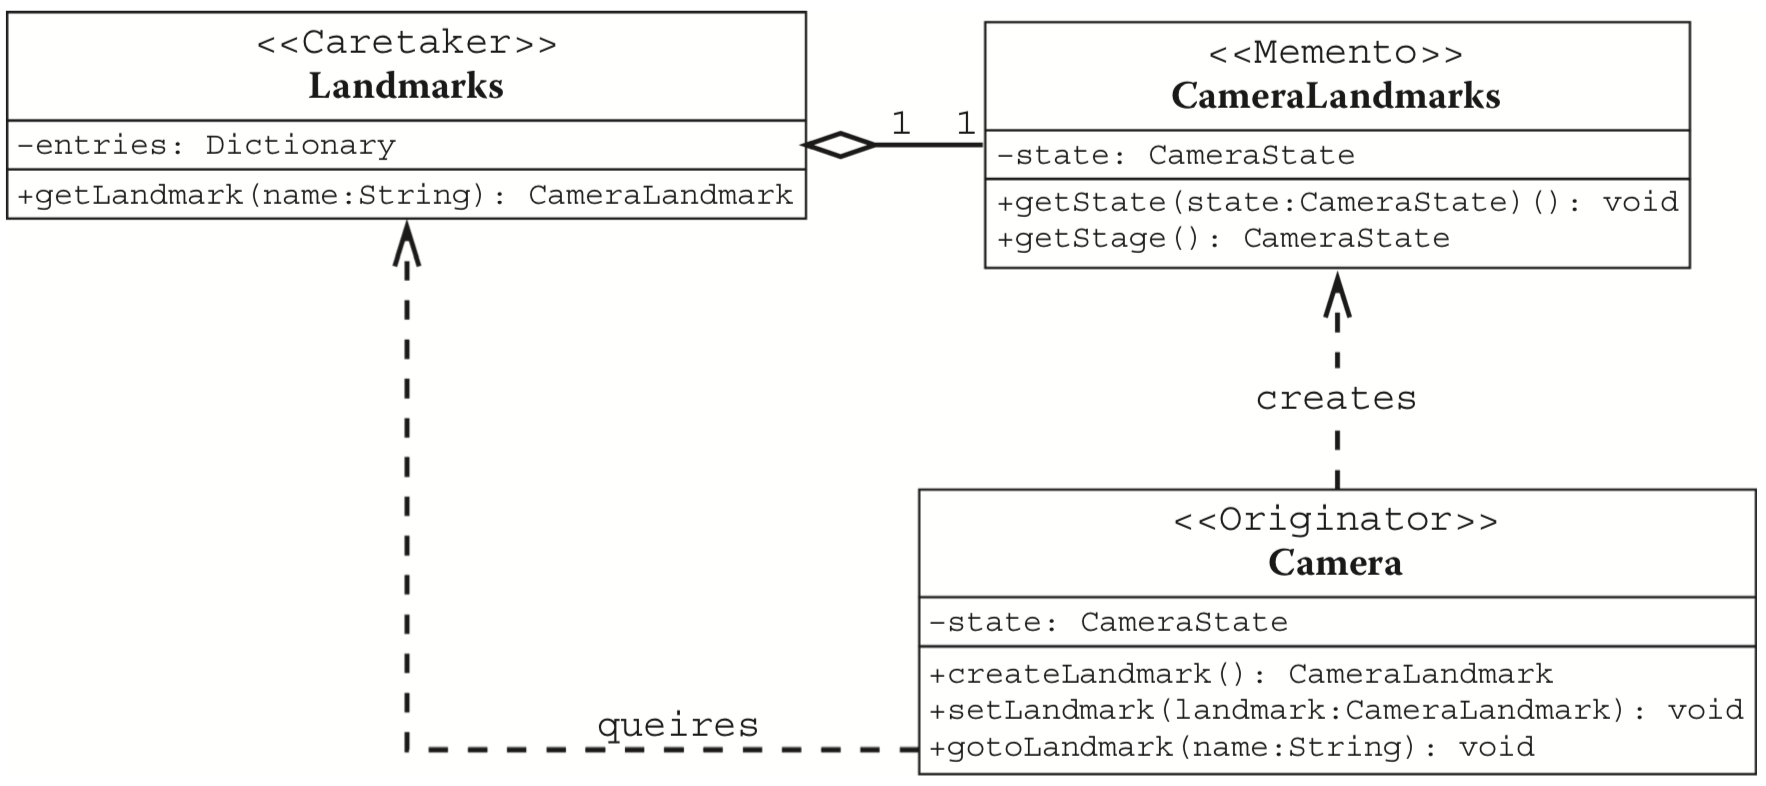 <<Caretaker>>
Landmarks
-entries: Dictionary
+getLandmark(name:String): CameraLandmark
1 1
<<Memento>>
CameraLandmarks
-state: CameraState
+getState(state:CameraState)(): void
+getStage(): CameraState
creates
<<Originator>>
Camera
-state: CameraState
+createLandmark(): CameraLandmark
+setLandmark(landmark:CameraLandmark): void
+gotoLandmark(name:String): void
queires